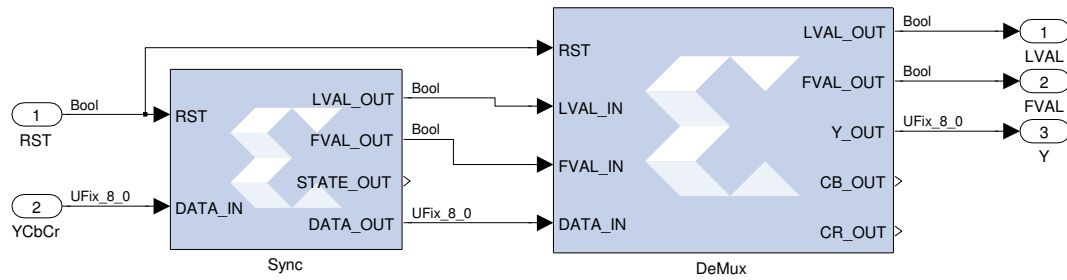 1
Bool
RST
2
UFix_8_0
YCbCr
RST
DATA_IN
LVAL_OUT
FVAL_OUT
STATE_OUT
DATA_OUT
Sync
Bool
Bool
UFix_8_0
RST
LVAL_IN
FVAL_IN
DATA_IN
LVAL_OUT
FVAL_OUT
Y_OUT
CB_OUT
CR_OUT
DeMux
Bool
1
LVAL
Bool
2
FVAL
UFix_8_0
3
Y